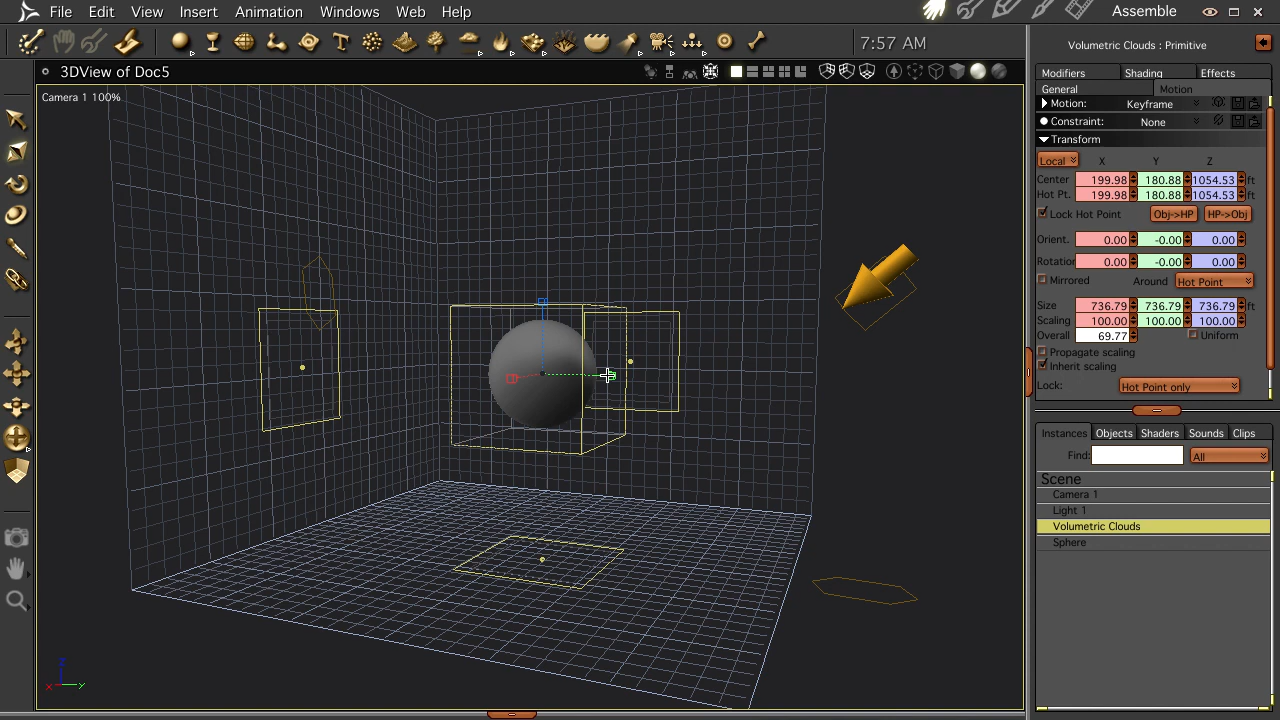 File Edit View Insert Animation Windows Web Help Assemble
7:57 AM
3DView of Doc5
Camera 1 100%
Z
X Y
Volumetric Clouds : Primitive
Modifiers Shading Effects
General Motion
Motion: Keyframe
Constraint: None
Transform
Local X Y Z
Center 199.98 180.88 1054.53 ft
Hot Pt. 199.98 180.88 1054.53 ft
Lock Hot Point Obj->HP HP->Obj
Orient. 0.00 -0.00 0.00
Rotation 0.00 -0.00 0.00
Mirrored Around Hot Point
Size 736.79 736.79 736.79 ft
Scaling 100.00 100.00 100.00
Overall 69.77 Uniform
Propagate scaling
Inherit scaling
Lock: Hot Point only
Instances Objects Shaders Sounds Clips
Find: All
Scene
Camera 1
Light 1
Volumetric Clouds
Sphere